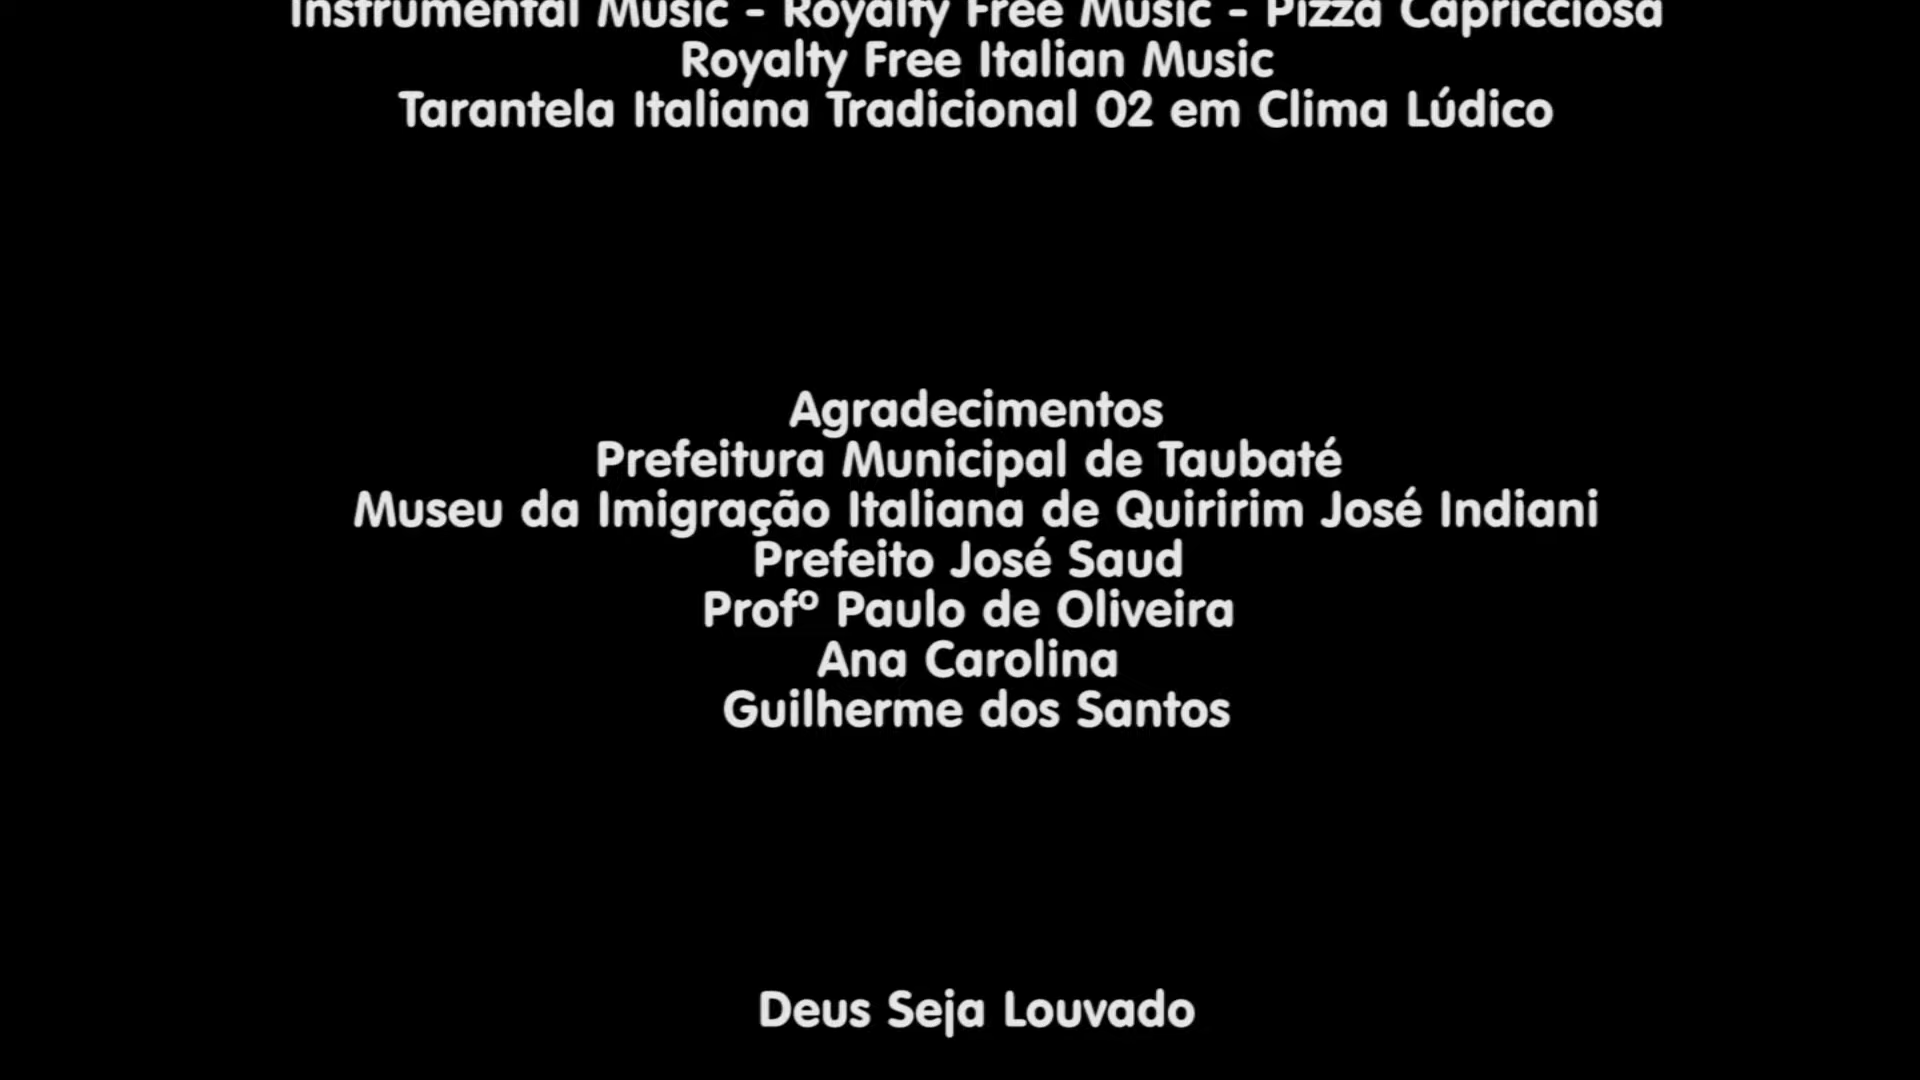 Instrumental Music - Royalty Free Music - Pizza Capricciosa
Royalty Free Italian Music
Tarantela Italiana Tradicional 02 em Clima Lúdico
Agradecimentos
Prefeitura Municipal de Taubaté
Museu da Imigração Italiana de Quiririm José Indiani
Prefeito José Saud
Profº Paulo de Oliveira
Ana Carolina
Guilherme dos Santos
Deus Seja Louvado